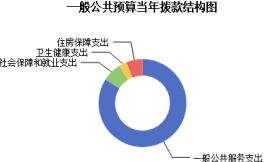 一般公共预算当年拨款结构图
住房保障支出
卫生健康支出
社会保障和就业支出
一般公共服务支出